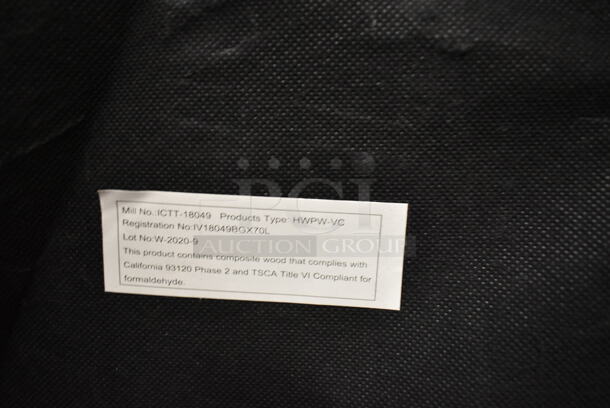 PCI
AUCTION GROUP
Mill No.:ICTT-18049 Products Type: HWPW-VC
Registration No:IV18049BGX70L
Lot No:W-2020-9
This product contains composite wood that complies with
California 93120 Phase 2 and TSCA Title VI Compliant for
formaldehyde.